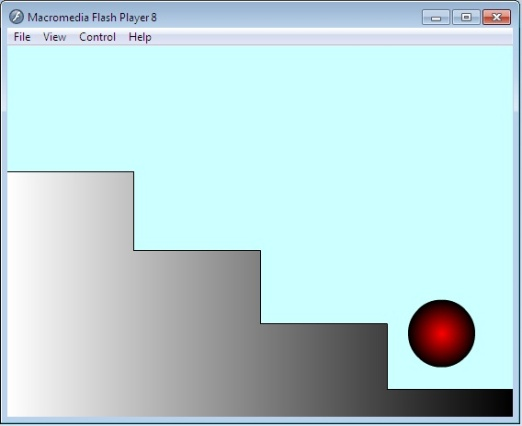 Macromedia Flash Player 8
File View Control Help